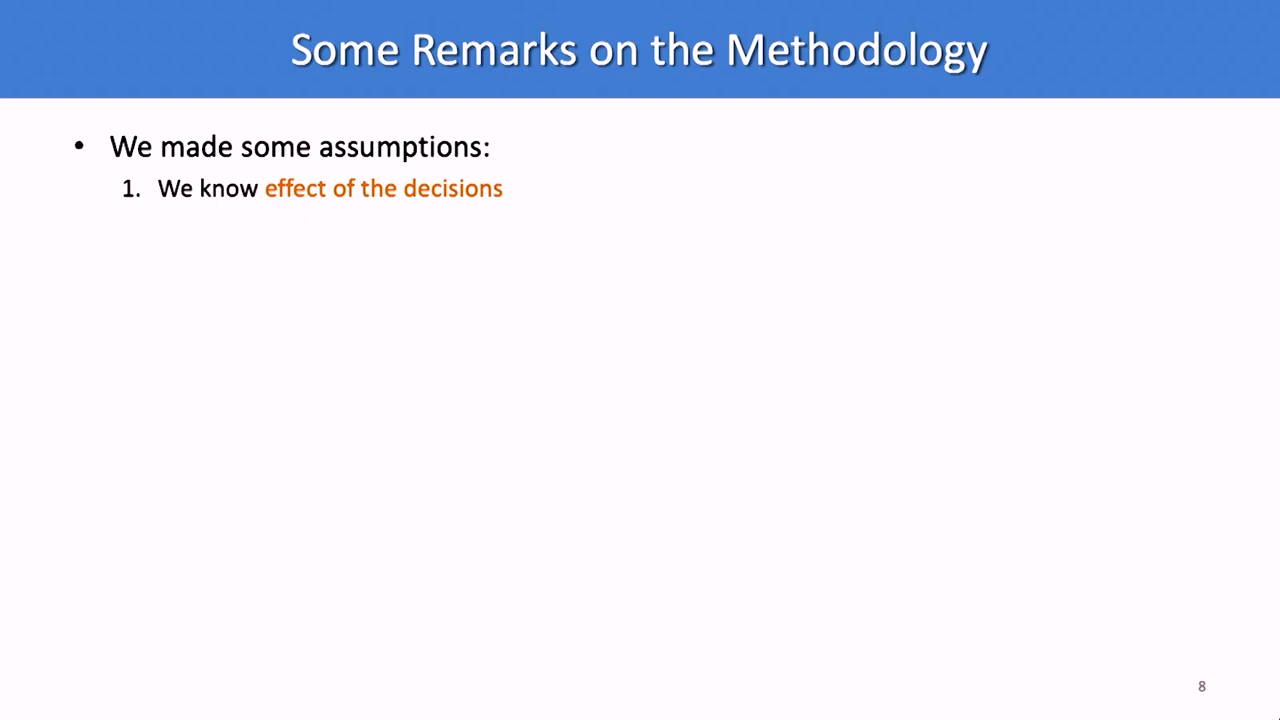 Some Remarks on the Methodology
• We made some assumptions:
1. We know effect of the decisions
8